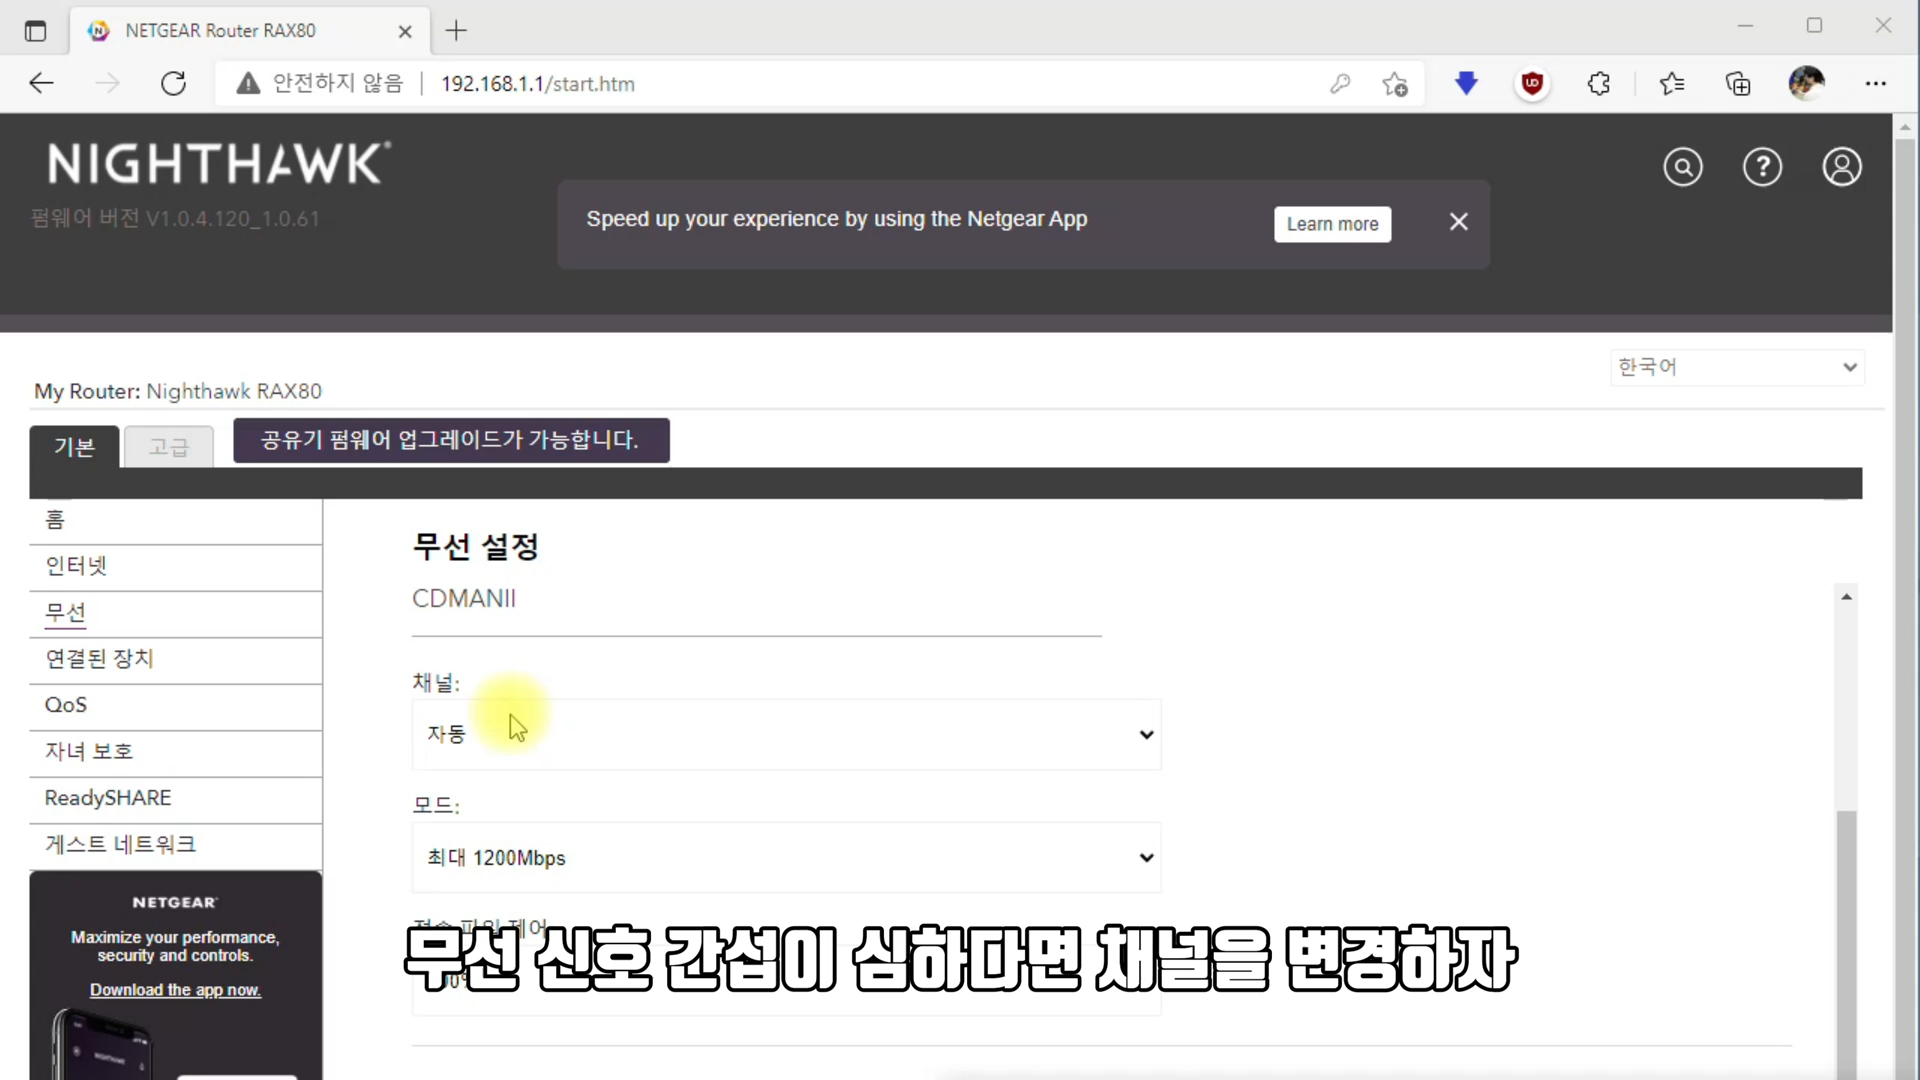 NETGEAR Router RAX80
안전하지 않음
192.168.1.1/start.htm
NIGHTHAWK
펌웨어 버전 V1.0.4.120_1.0.61
Speed up your experience by using the Netgear App
Learn more
한국어
My Router: Nighthawk RAX80
기본
고급
공유기 펌웨어 업그레이드가 가능합니다.
홈
인터넷
무선
연결된 장치
QoS
자녀 보호
ReadySHARE
게스트 네트워크
NETGEAR
Maximize your performance,
security and controls.
Download the app now.
무선 설정
CDMANII
채널:
자동
모드:
최대 1200Mbps
무선 신호 간섭이 심하다면 채널을 변경하자